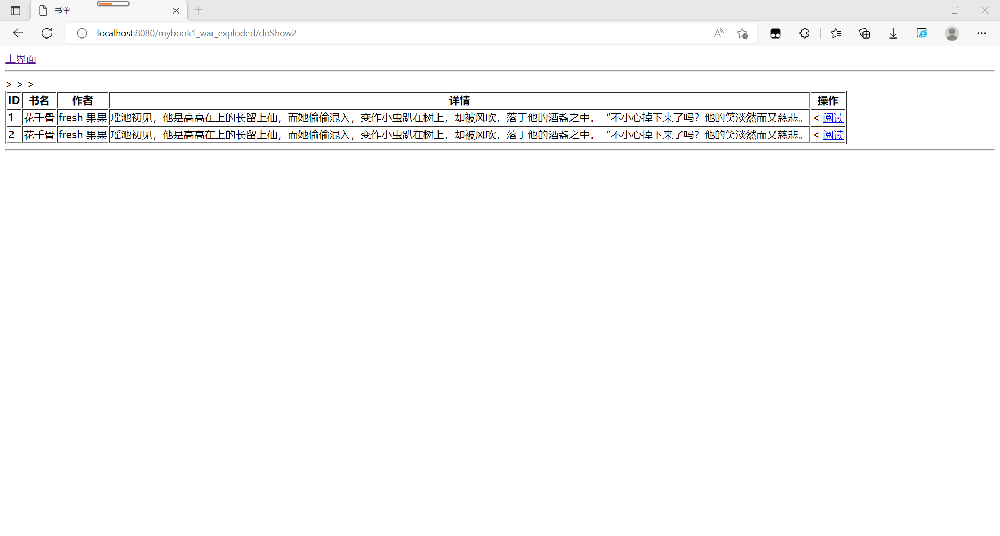 书单
localhost:8080/mybook1_war_exploded/doShow2
主界面
> > >
ID 书名 作者 详情 操作
1 花千骨 fresh 果果 瑶池初见，他是高高在上的长留上仙，而她偷偷混入，变作小虫趴在树上，却被风吹，落于他的酒盏之中。“不小心掉下来了吗？他的笑淡然而又慈悲。 < 阅读
2 花千骨 fresh 果果 瑶池初见，他是高高在上的长留上仙，而她偷偷混入，变作小虫趴在树上，却被风吹，落于他的酒盏之中。“不小心掉下来了吗？他的笑淡然而又慈悲。 < 阅读